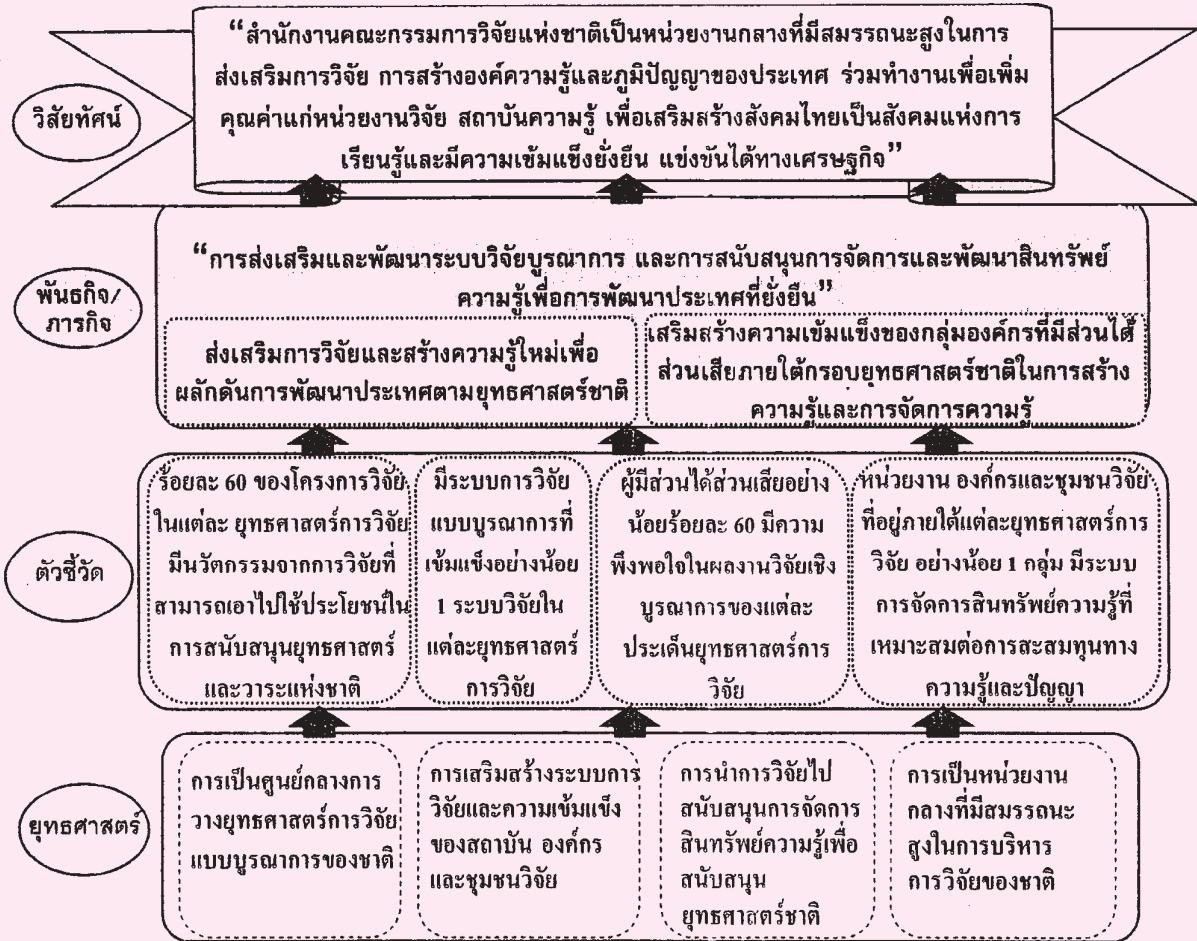 “สำนักงานคณะกรรมการวิจัยแห่งชาติเป็นหน่วยงานกลางที่มีสมรรถนะสูงในการ
ส่งเสริมการวิจัย การสร้างองค์ความรู้และภูมิปัญญาของประเทศ ร่วมทำงานเพื่อเพิ่ม
คุณค่าแก่หน่วยงานวิจัย สถาบันความรู้ เพื่อเสริมสร้างสังคมไทยเป็นสังคมแห่งการ
เรียนรู้และมีความเข้มแข็งยั่งยืน แข่งขันได้ทางเศรษฐกิจ”
วิสัยทัศน์
“การส่งเสริมและพัฒนาระบบวิจัยบูรณาการ และการสนับสนุนการจัดการและพัฒนาสินทรัพย์
ความรู้เพื่อการพัฒนาประเทศที่ยั่งยืน”
พันธกิจ/
ภารกิจ
ส่งเสริมการวิจัยและสร้างความรู้ใหม่เพื่อ
ผลักดันการพัฒนาประเทศตามยุทธศาสตร์ชาติ
เสริมสร้างความเข้มแข็งของกลุ่มองค์กรที่มีส่วนได้
ส่วนเสียภายใต้กรอบยุทธศาสตร์ชาติในการสร้าง
ความรู้และการจัดการความรู้
ตัวชี้วัด
ร้อยละ 60 ของโครงการวิจัย
ในแต่ละ ยุทธศาสตร์การวิจัย
มีนวัตกรรมจากการวิจัยที่
สามารถเอาไปใช้ประโยชน์ใน
การสนับสนุนยุทธศาสตร์
และวาระแห่งชาติ
มีระบบการวิจัย
แบบบูรณาการที่
เข้มแข็งอย่างน้อย
1 ระบบวิจัยใน
แต่ละยุทธศาสตร์
การวิจัย
ผู้มีส่วนได้ส่วนเสียอย่าง
น้อยร้อยละ 60 มีความ
พึงพอใจในผลงานวิจัยเชิง
บูรณาการของแต่ละ
ประเด็นยุทธศาสตร์การ
วิจัย
หน่วยงาน องค์กรและชุมชนวิจัย
ที่อยู่ภายใต้แต่ละยุทธศาสตร์การ
วิจัย อย่างน้อย 1 กลุ่ม มีระบบ
การจัดการสินทรัพย์ความรู้ที่
เหมาะสมต่อการสะสมทุนทาง
ความรู้และปัญญา
ยุทธศาสตร์
การเป็นศูนย์กลางการ
วางยุทธศาสตร์การวิจัย
แบบบูรณาการของชาติ
การเสริมสร้างระบบการ
วิจัยและความเข้มแข็ง
ของสถาบัน องค์กร
และชุมชนวิจัย
การนำการวิจัยไป
สนับสนุนการจัดการ
สินทรัพย์ความรู้เพื่อ
สนับสนุน
ยุทธศาสตร์ชาติ
การเป็นหน่วยงาน
กลางที่มีสมรรถนะ
สูงในการบริหาร
การวิจัยของชาติ